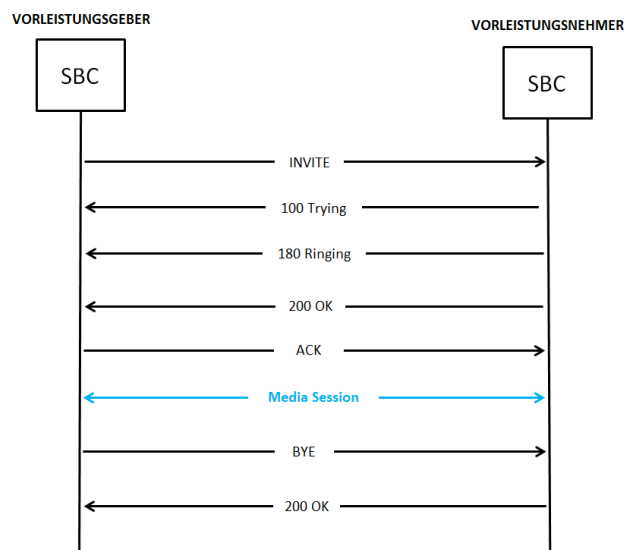 VORLEISTUNGSGEBER
VORLEISTUNGSNEHMER
SBC
SBC
INVITE
100 Trying
180 Ringing
200 OK
ACK
Media Session
BYE
200 OK